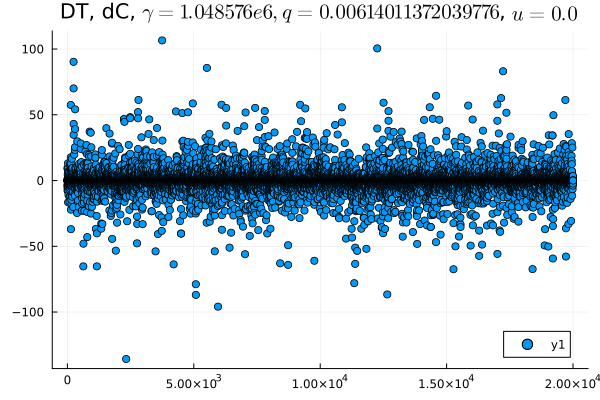 DT, dC, γ = 1.048576e6, q = 0.00614011372039776, u = 0.0
100
50
0
−50
−100
y1
0 5.00×10³ 1.00×10⁴ 1.50×10⁴ 2.00×10⁴